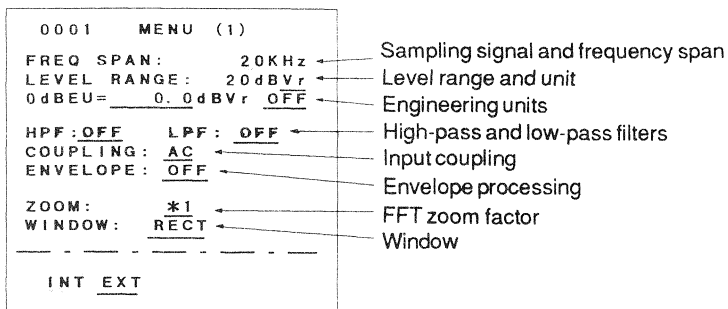 0001 MENU (1)
FREQ SPAN: 20KHz
LEVEL RANGE: 20dBVr
0dBEU= 0.0dBVr OFF
HPF:OFF LPF: OFF
COUPLING: AC
ENVELOPE: OFF
ZOOM: *1
WINDOW: RECT
INT EXT
Sampling signal and frequency span
Level range and unit
Engineering units
High-pass and low-pass filters
Input coupling
Envelope processing
FFT zoom factor
Window